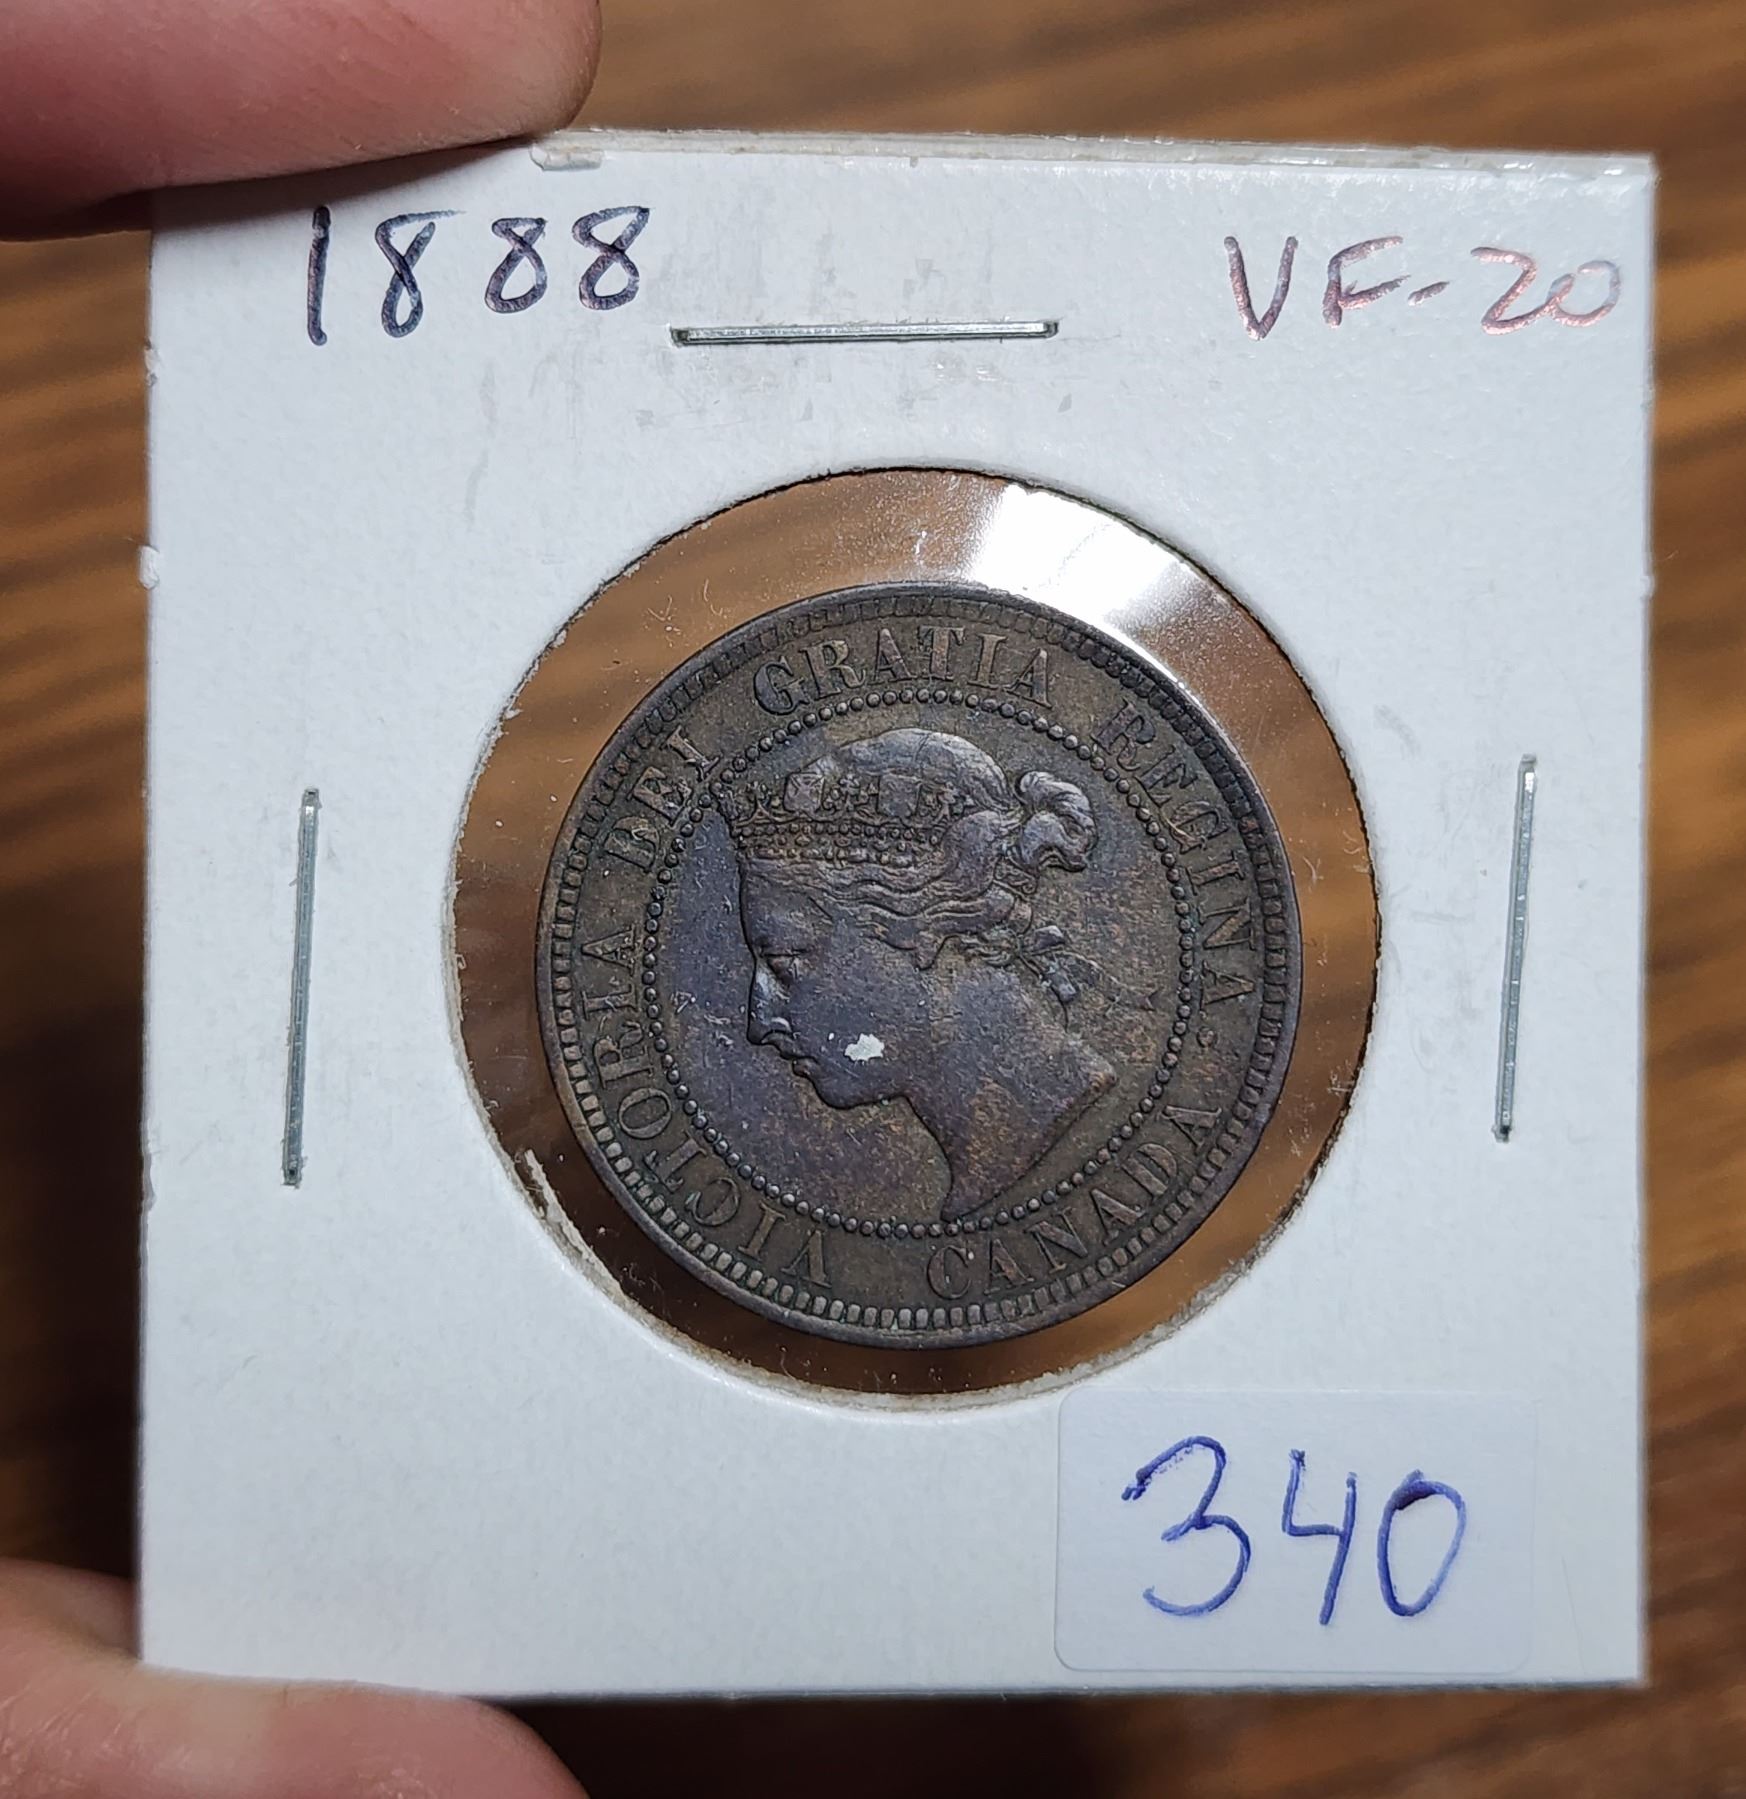 1888 VF-20
VICTORIA DEI GRATIA REGINA. CANADA
340